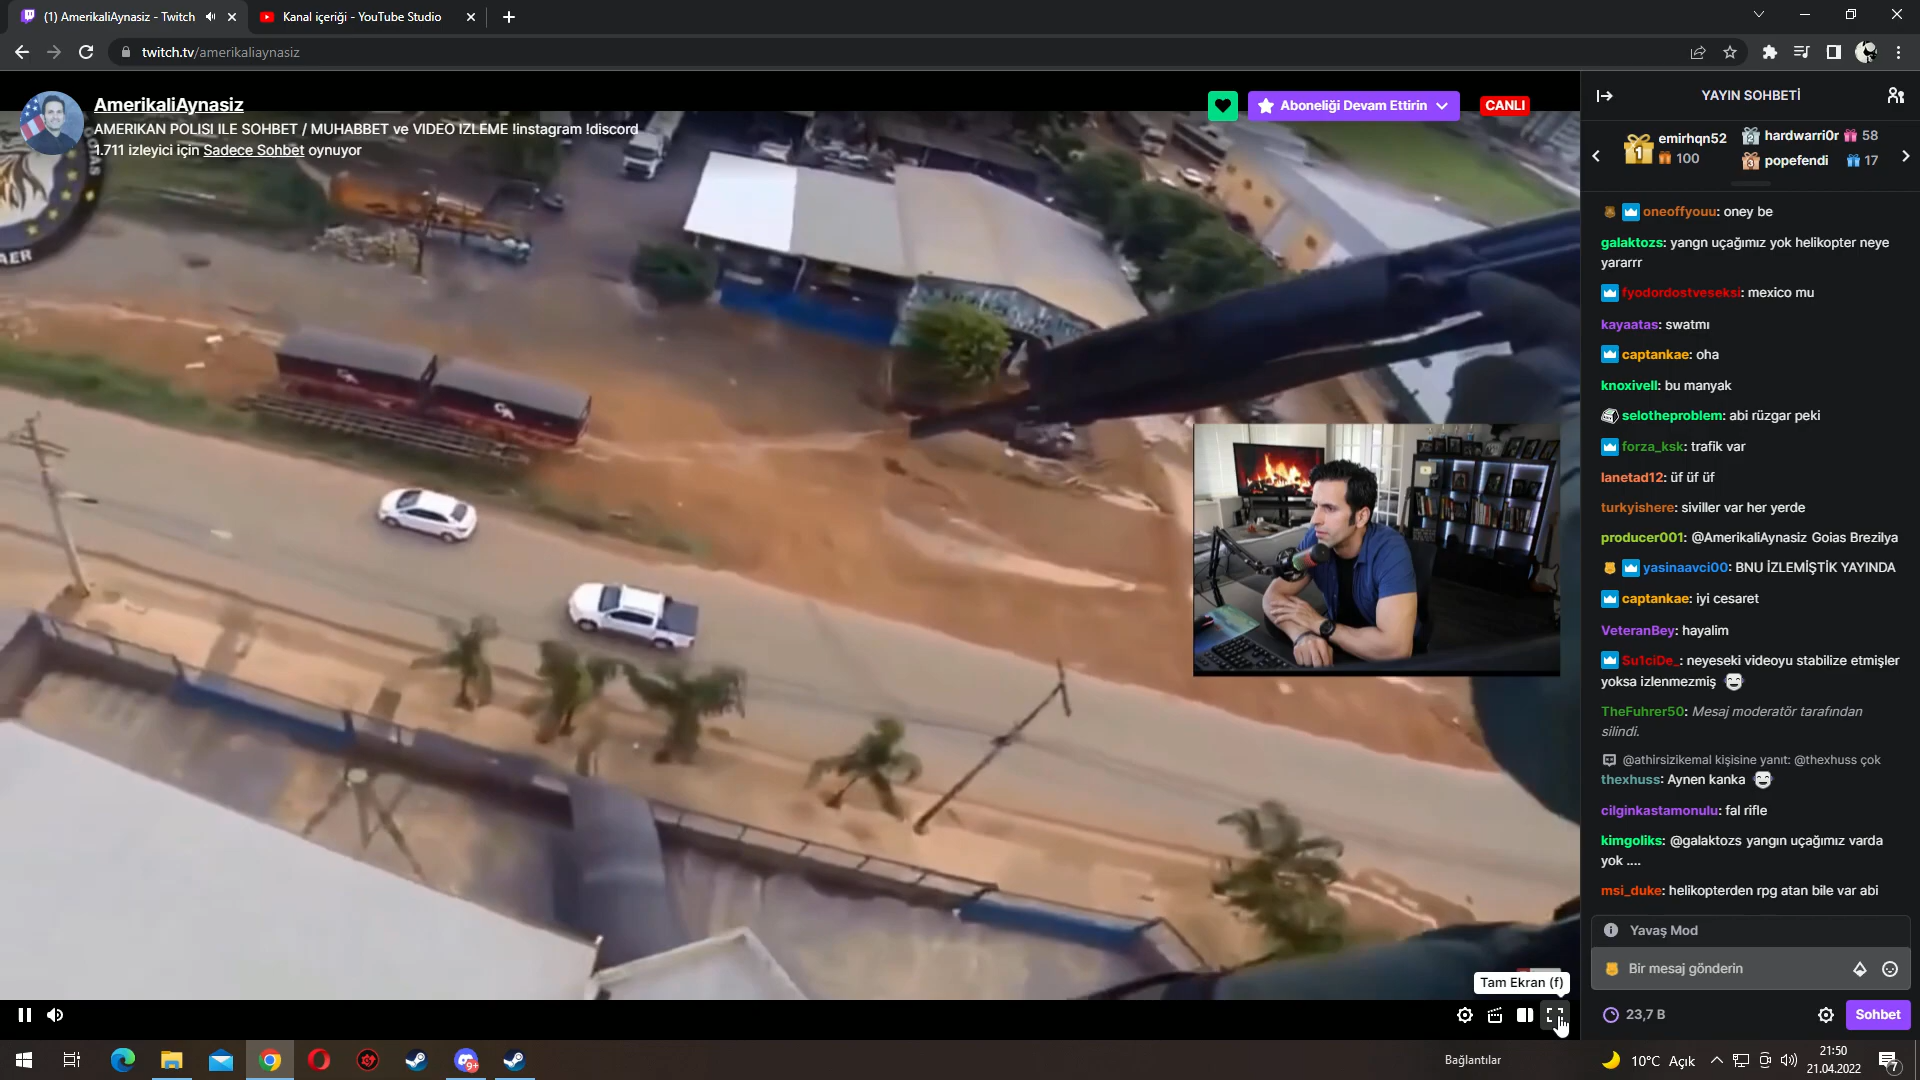 (1) AmerikaliAynasiz - Twitch
Kanal içeriği - YouTube Studio
twitch.tv/amerikaliaynasiz
AmerikaliAynasiz
AMERIKAN POLISI ILE SOHBET / MUHABBET ve VIDEO IZLEME !instagram !discord
1.711 izleyici için Sadece Sohbet oynuyor
Aboneliği Devam Ettirin
CANLI
AER
YAYIN SOHBETİ
1 emirhqn52 100
2 hardwarri0r 58
3 popefendi 17
oneoffyouu: oney be
galaktozs: yangn uçağımız yok helikopter neye
yararrr
fyodordostveseksi: mexico mu
kayaatas: swatmı
captankae: oha
knoxivell: bu manyak
selotheproblem: abi rüzgar peki
forza_ksk: trafik var
lanetad12: üf üf üf
turkyishere: siviller var her yerde
producer001: @AmerikaliAynasiz Goias Brezilya
yasinaavci00: BNU İZLEMİŞTİK YAYINDA
captankae: iyi cesaret
VeteranBey: hayalim
Su1ciDe_: neyeseki videoyu stabilize etmişler
yoksa izlenmezmiş
TheFuhrer50: Mesaj moderatör tarafından
silindi.
@athirsizikemal kişisine yanıt: @thexhuss çok
thexhuss: Aynen kanka
cilginkastamonulu: fal rifle
kimgoliks: @galaktozs yangın uçağımız varda
yok ....
msi_duke: helikopterden rpg atan bile var abi
Yavaş Mod
Bir mesaj gönderin
23,7 B
Sohbet
Tam Ekran (f)
9+
Bağlantılar
10°C Açık
21:50
21.04.2022
7